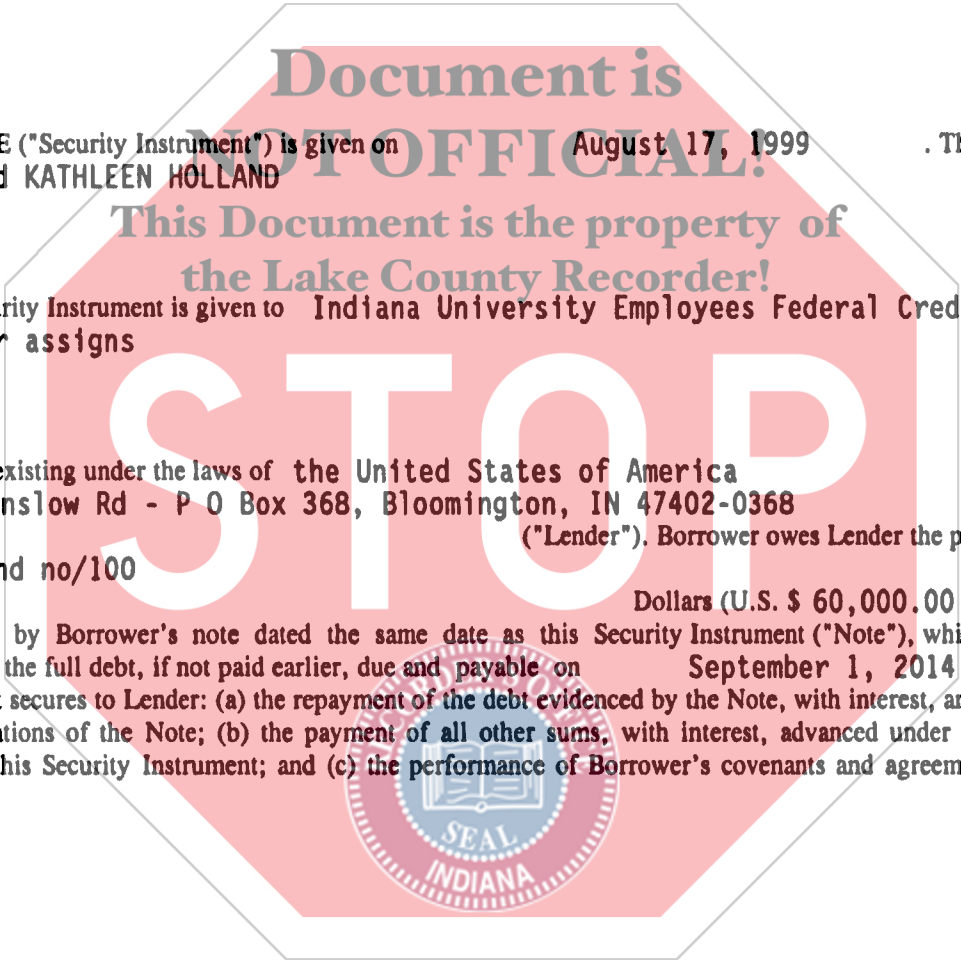 Document is
NOT OFFICIAL!
E ("Security Instrument") is given on August 17, 1999 . Th
d KATHLEEN HOLLAND
This Document is the property of
the Lake County Recorder!
rity Instrument is given to Indiana University Employees Federal Cred
r assigns
STOP
existing under the laws of the United States of America
nslow Rd - P O Box 368, Bloomington, IN 47402-0368
("Lender"). Borrower owes Lender the p
nd no/100
Dollars (U.S. $ 60,000.00
by Borrower's note dated the same date as this Security Instrument ("Note"), whi
the full debt, if not paid earlier, due and payable on September 1, 2014
t secures to Lender: (a) the repayment of the debt evidenced by the Note, with interest, an
ations of the Note; (b) the payment of all other sums, with interest, advanced under
his Security Instrument; and (c) the performance of Borrower's covenants and agreem
RECORDER'S OFFICE
SEAL
INDIANA